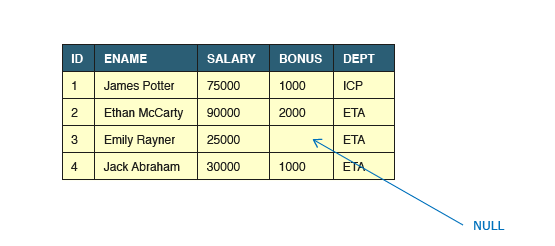 ID ENAME SALARY BONUS DEPT
1 James Potter 75000 1000 ICP
2 Ethan McCarty 90000 2000 ETA
3 Emily Rayner 25000 ETA
4 Jack Abraham 30000 1000 ETA
NULL